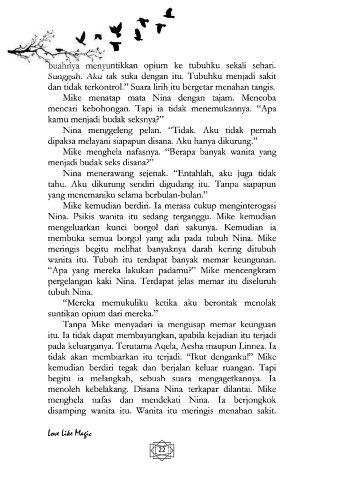 buahnya menyuntikkan opium ke tubuhku sekali sehari.
Sungguh. Aku tak suka dengan itu. Tubuhku menjadi sakit
dan tidak terkontrol.” Suara lirih itu bergetar menahan tangis.
Mike menatap mata Nina dengan tajam. Mencoba
mencari kebohongan. Tapi ia tidak menemukannya. “Apa
kamu menjadi budak seksnya?”
Nina menggeleng pelan. “Tidak. Aku tidak pernah
dipaksa melayani siapapun disana. Aku hanya dikurung.”
Mike menghela nafasnya. “Berapa banyak wanita yang
menjadi budak seks disana?”
Nina menerawang sejenak. “Entahlah, aku juga tidak
tahu. Aku dikurung sendiri digudang itu. Tanpa siapapun
yang menemaniku selama berbulan-bulan.”
Mike kemudian berdiri. Ia merasa cukup menginterogasi
Nina. Psikis wanita itu sedang terganggu. Mike kemudian
mengeluarkan kunci borgol dari sakunya. Kemudian ia
membuka semua borgol yang ada pada tubuh Nina. Mike
meringis begitu melihat banyaknya darah kering ditubuh
wanita itu. Tubuh itu terdapat banyak memar keungunan.
“Apa yang mereka lakukan padamu?” Mike mencengkram
pergelangan kaki Nina. Terdapat jelas memar itu diseluruh
tubuh Nina.
“Mereka memukuliku ketika aku berontak menolak
suntikan opium dari mereka.”
Tanpa Mike menyadari ia mengusap memar keunguan
itu. Ia tidak dapat membayangkan, apabila kejadian itu terjadi
pada keluarganya. Terutama Aqela, Aesha maupun Linnea. Ia
tidak akan membiarkan itu terjadi. “Ikut denganku!” Mike
kemudian berdiri tegak dan berjalan keluar ruangan. Tapi
begitu ia melangkah, sebuah suara mengagetkannya. Ia
menoleh kebelakang. Disana Nina terkapar dilantai. Mike
menghela nafas dan mendekati Nina. Ia berjongkok
disamping wanita itu. Wanita itu meringis menahan sakit.
Love Like Magic
22